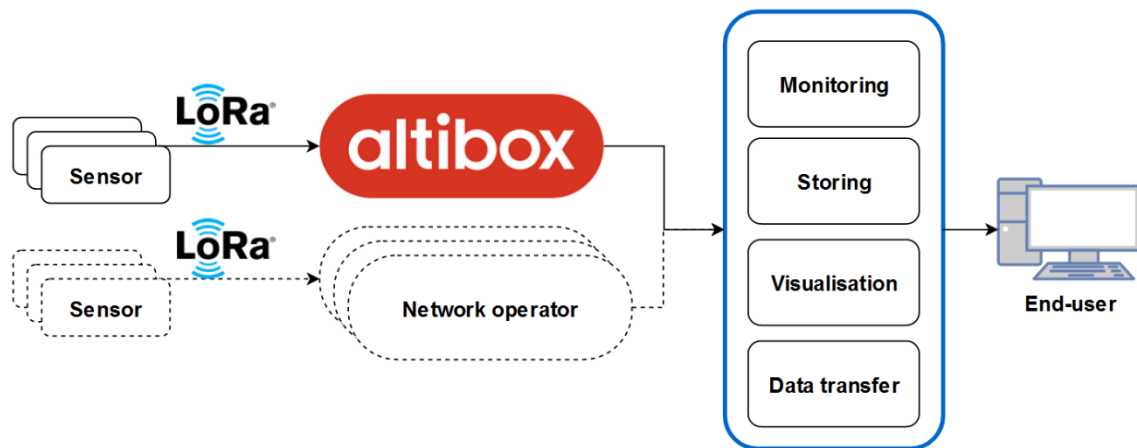 LoRa®
Sensor
altibox
LoRa®
Sensor
Network operator
Monitoring
Storing
Visualisation
Data transfer
End-user